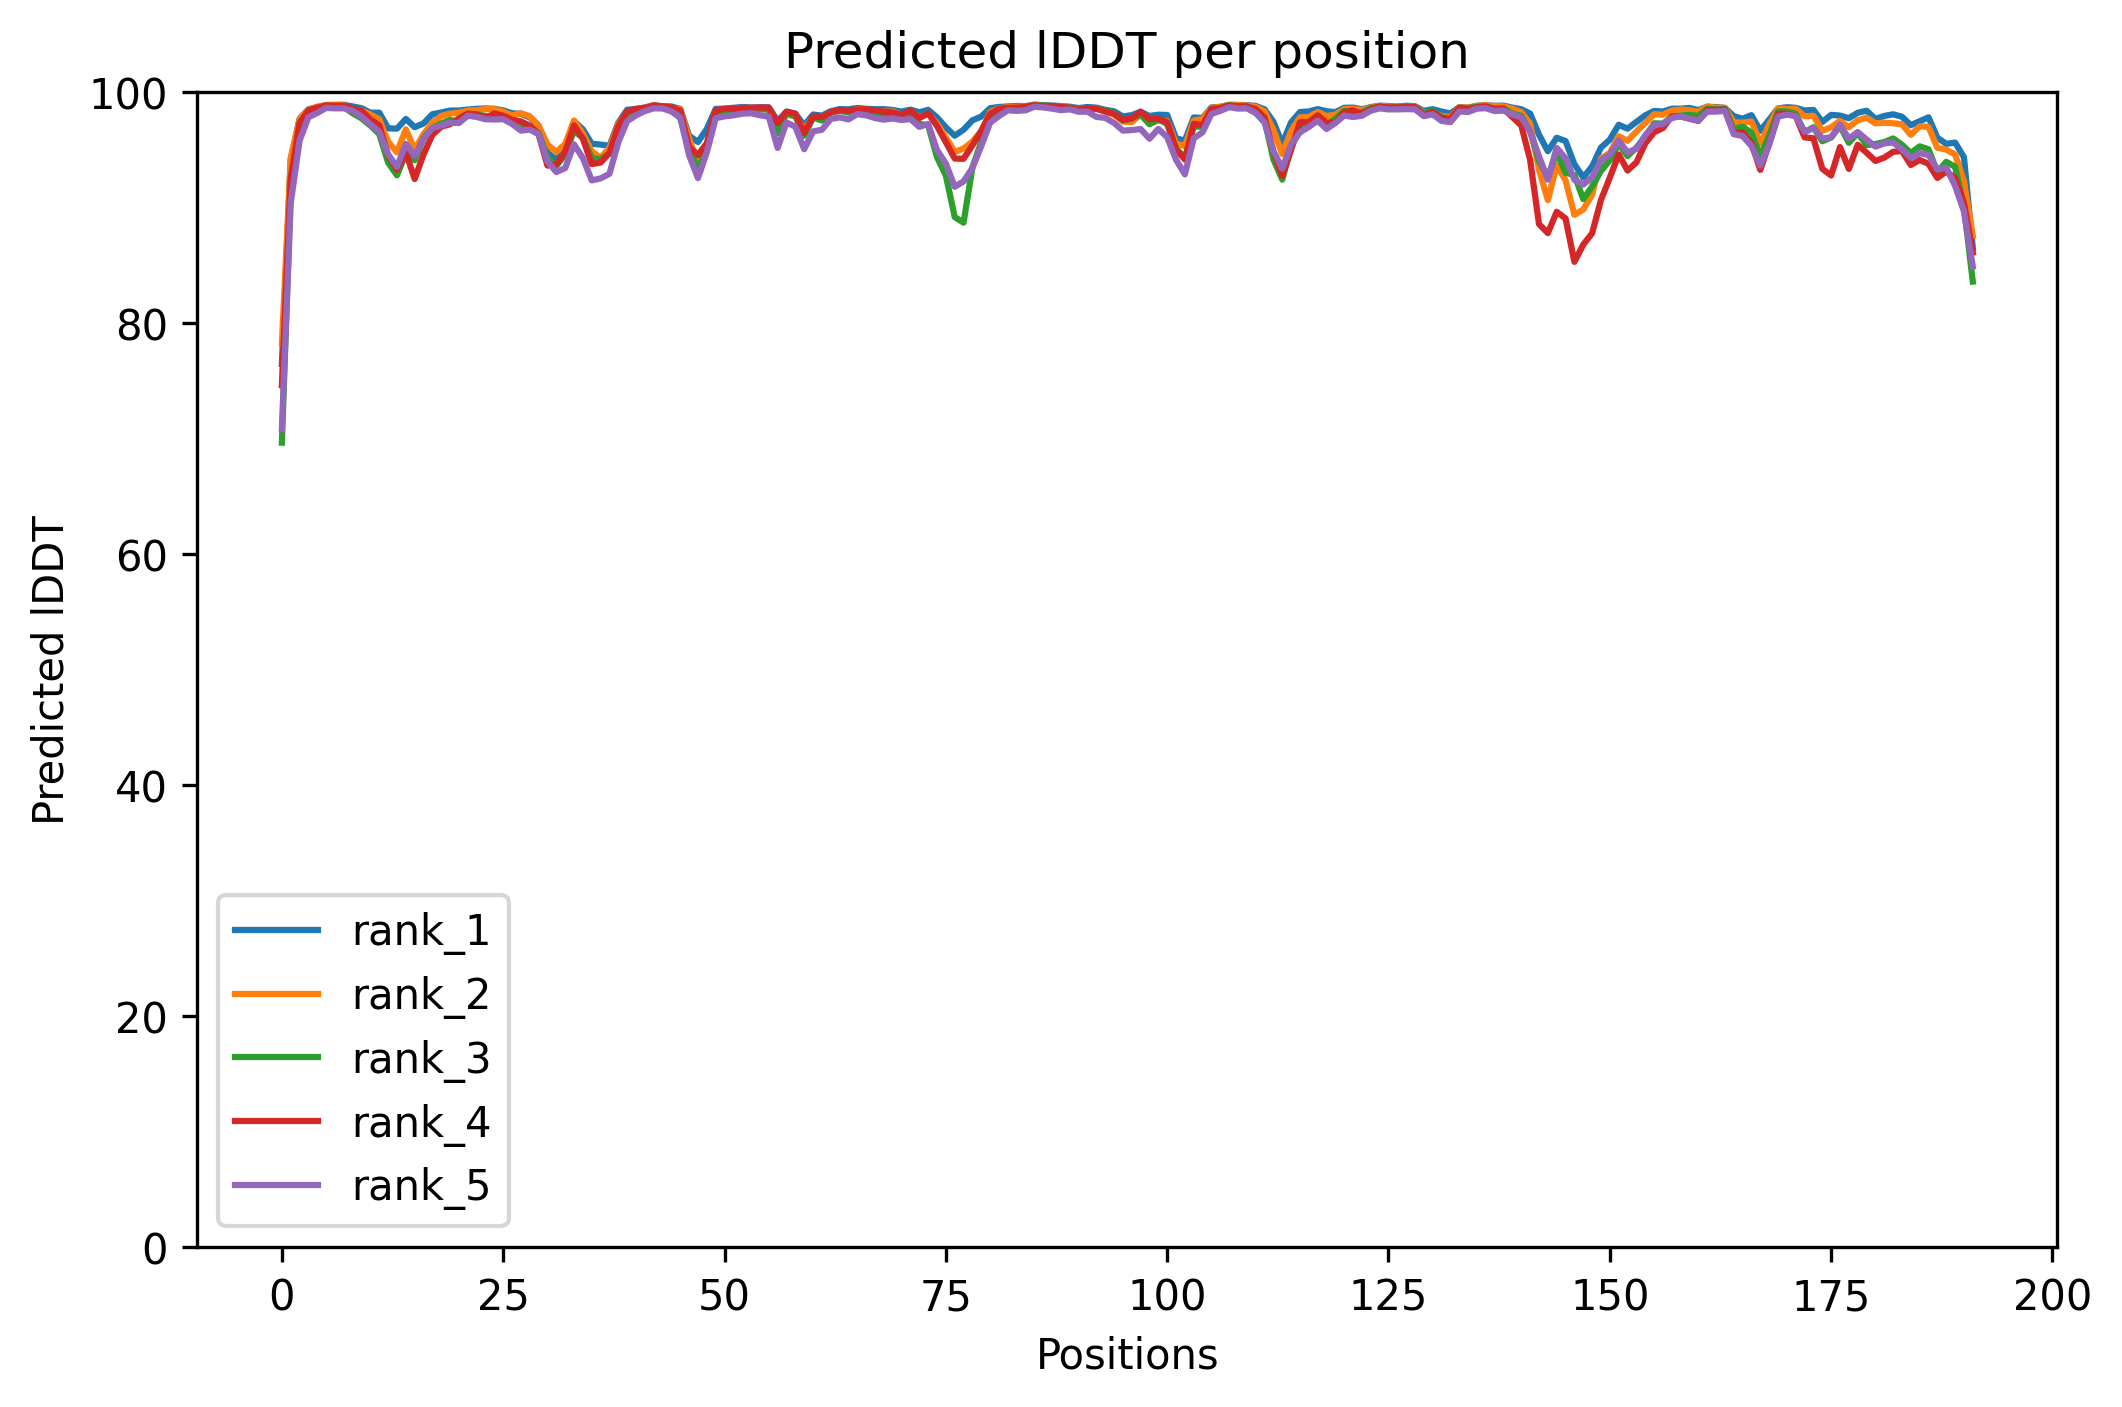 Predicted lDDT per position
100
80
60
40
20
0
Predicted lDDT
rank_1
rank_2
rank_3
rank_4
rank_5
0 25 50 75 100 125 150 175 200
Positions